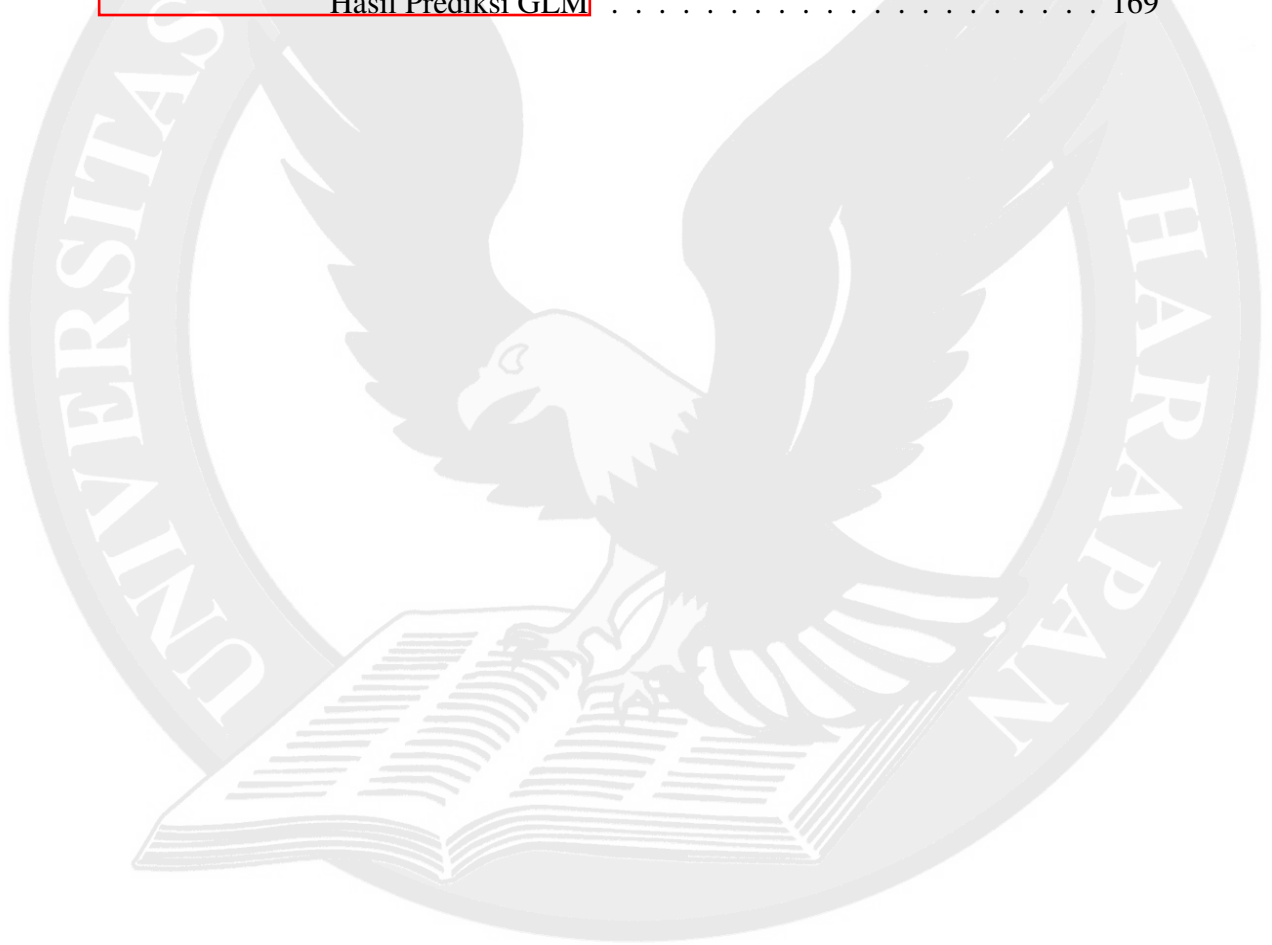 Hasil Prediksi GLM . . . . . . . . . . . . . . . . . . . . . 169
UNIVERSITAS
HARAPAN